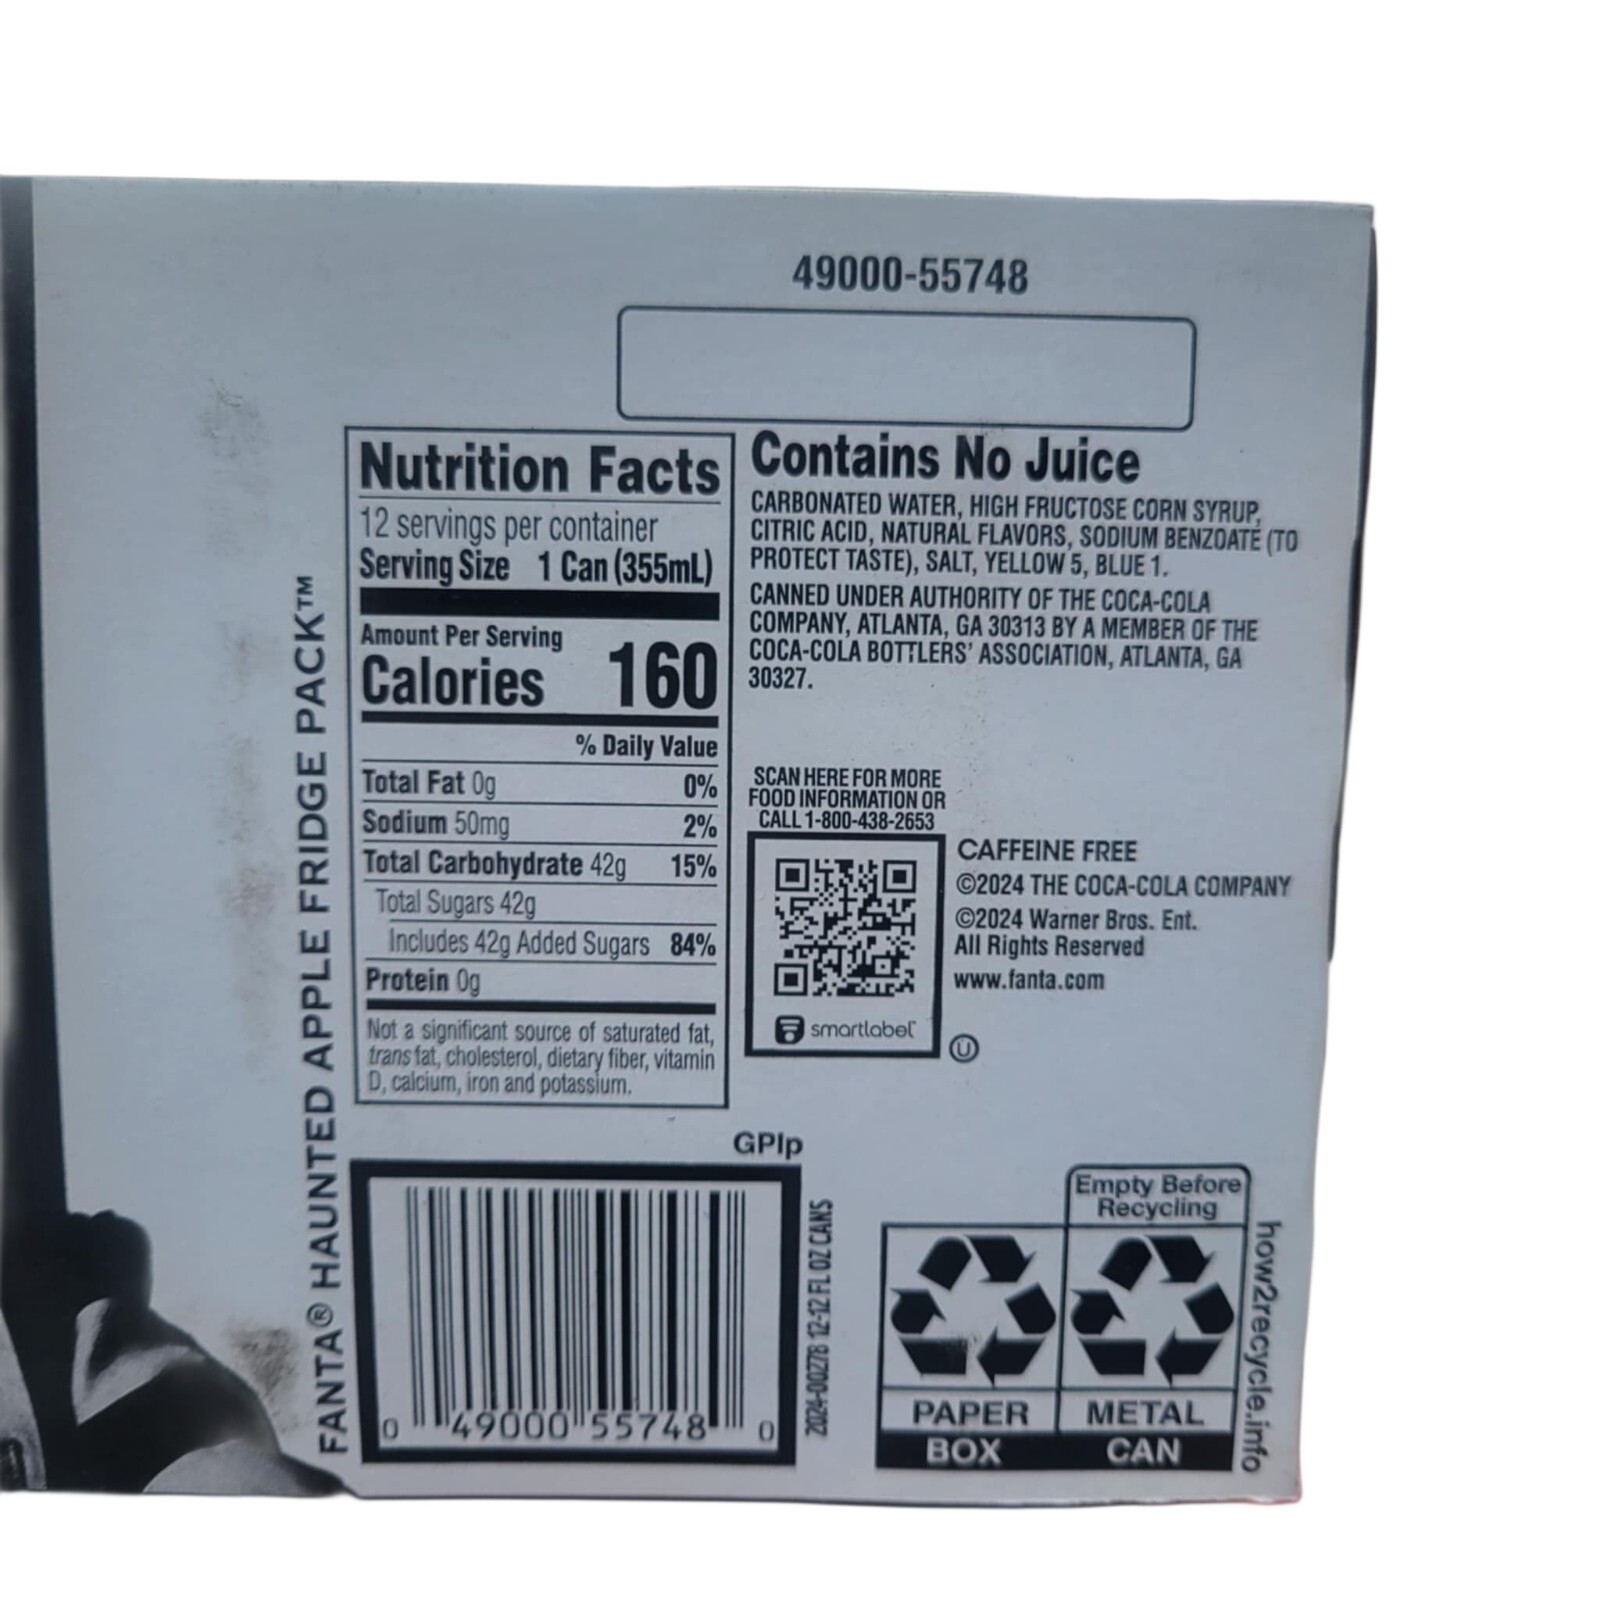 49000-55748
FANTA® HAUNTED APPLE FRIDGE PACK™
Nutrition Facts
12 servings per container
Serving Size 1 Can (355mL)
Amount Per Serving
Calories 160
% Daily Value
Total Fat 0g 0%
Sodium 50mg 2%
Total Carbohydrate 42g 15%
Total Sugars 42g
Includes 42g Added Sugars 84%
Protein 0g
Not a significant source of saturated fat,
trans fat, cholesterol, dietary fiber, vitamin
D, calcium, iron and potassium.
Contains No Juice
CARBONATED WATER, HIGH FRUCTOSE CORN SYRUP,
CITRIC ACID, NATURAL FLAVORS, SODIUM BENZOATE (TO
PROTECT TASTE), SALT, YELLOW 5, BLUE 1.
CANNED UNDER AUTHORITY OF THE COCA-COLA
COMPANY, ATLANTA, GA 30313 BY A MEMBER OF THE
COCA-COLA BOTTLERS' ASSOCIATION, ATLANTA, GA
30327.
SCAN HERE FOR MORE
FOOD INFORMATION OR
CALL 1-800-438-2653
smartlabel™
CAFFEINE FREE
©2024 THE COCA-COLA COMPANY
©2024 Warner Bros. Ent.
All Rights Reserved
www.fanta.com
U
GPIp
0 49000 55748 0
2024-00278 12-12 FL OZ CANS
Empty Before
Recycling
PAPER
BOX
METAL
CAN
how2recycle.info